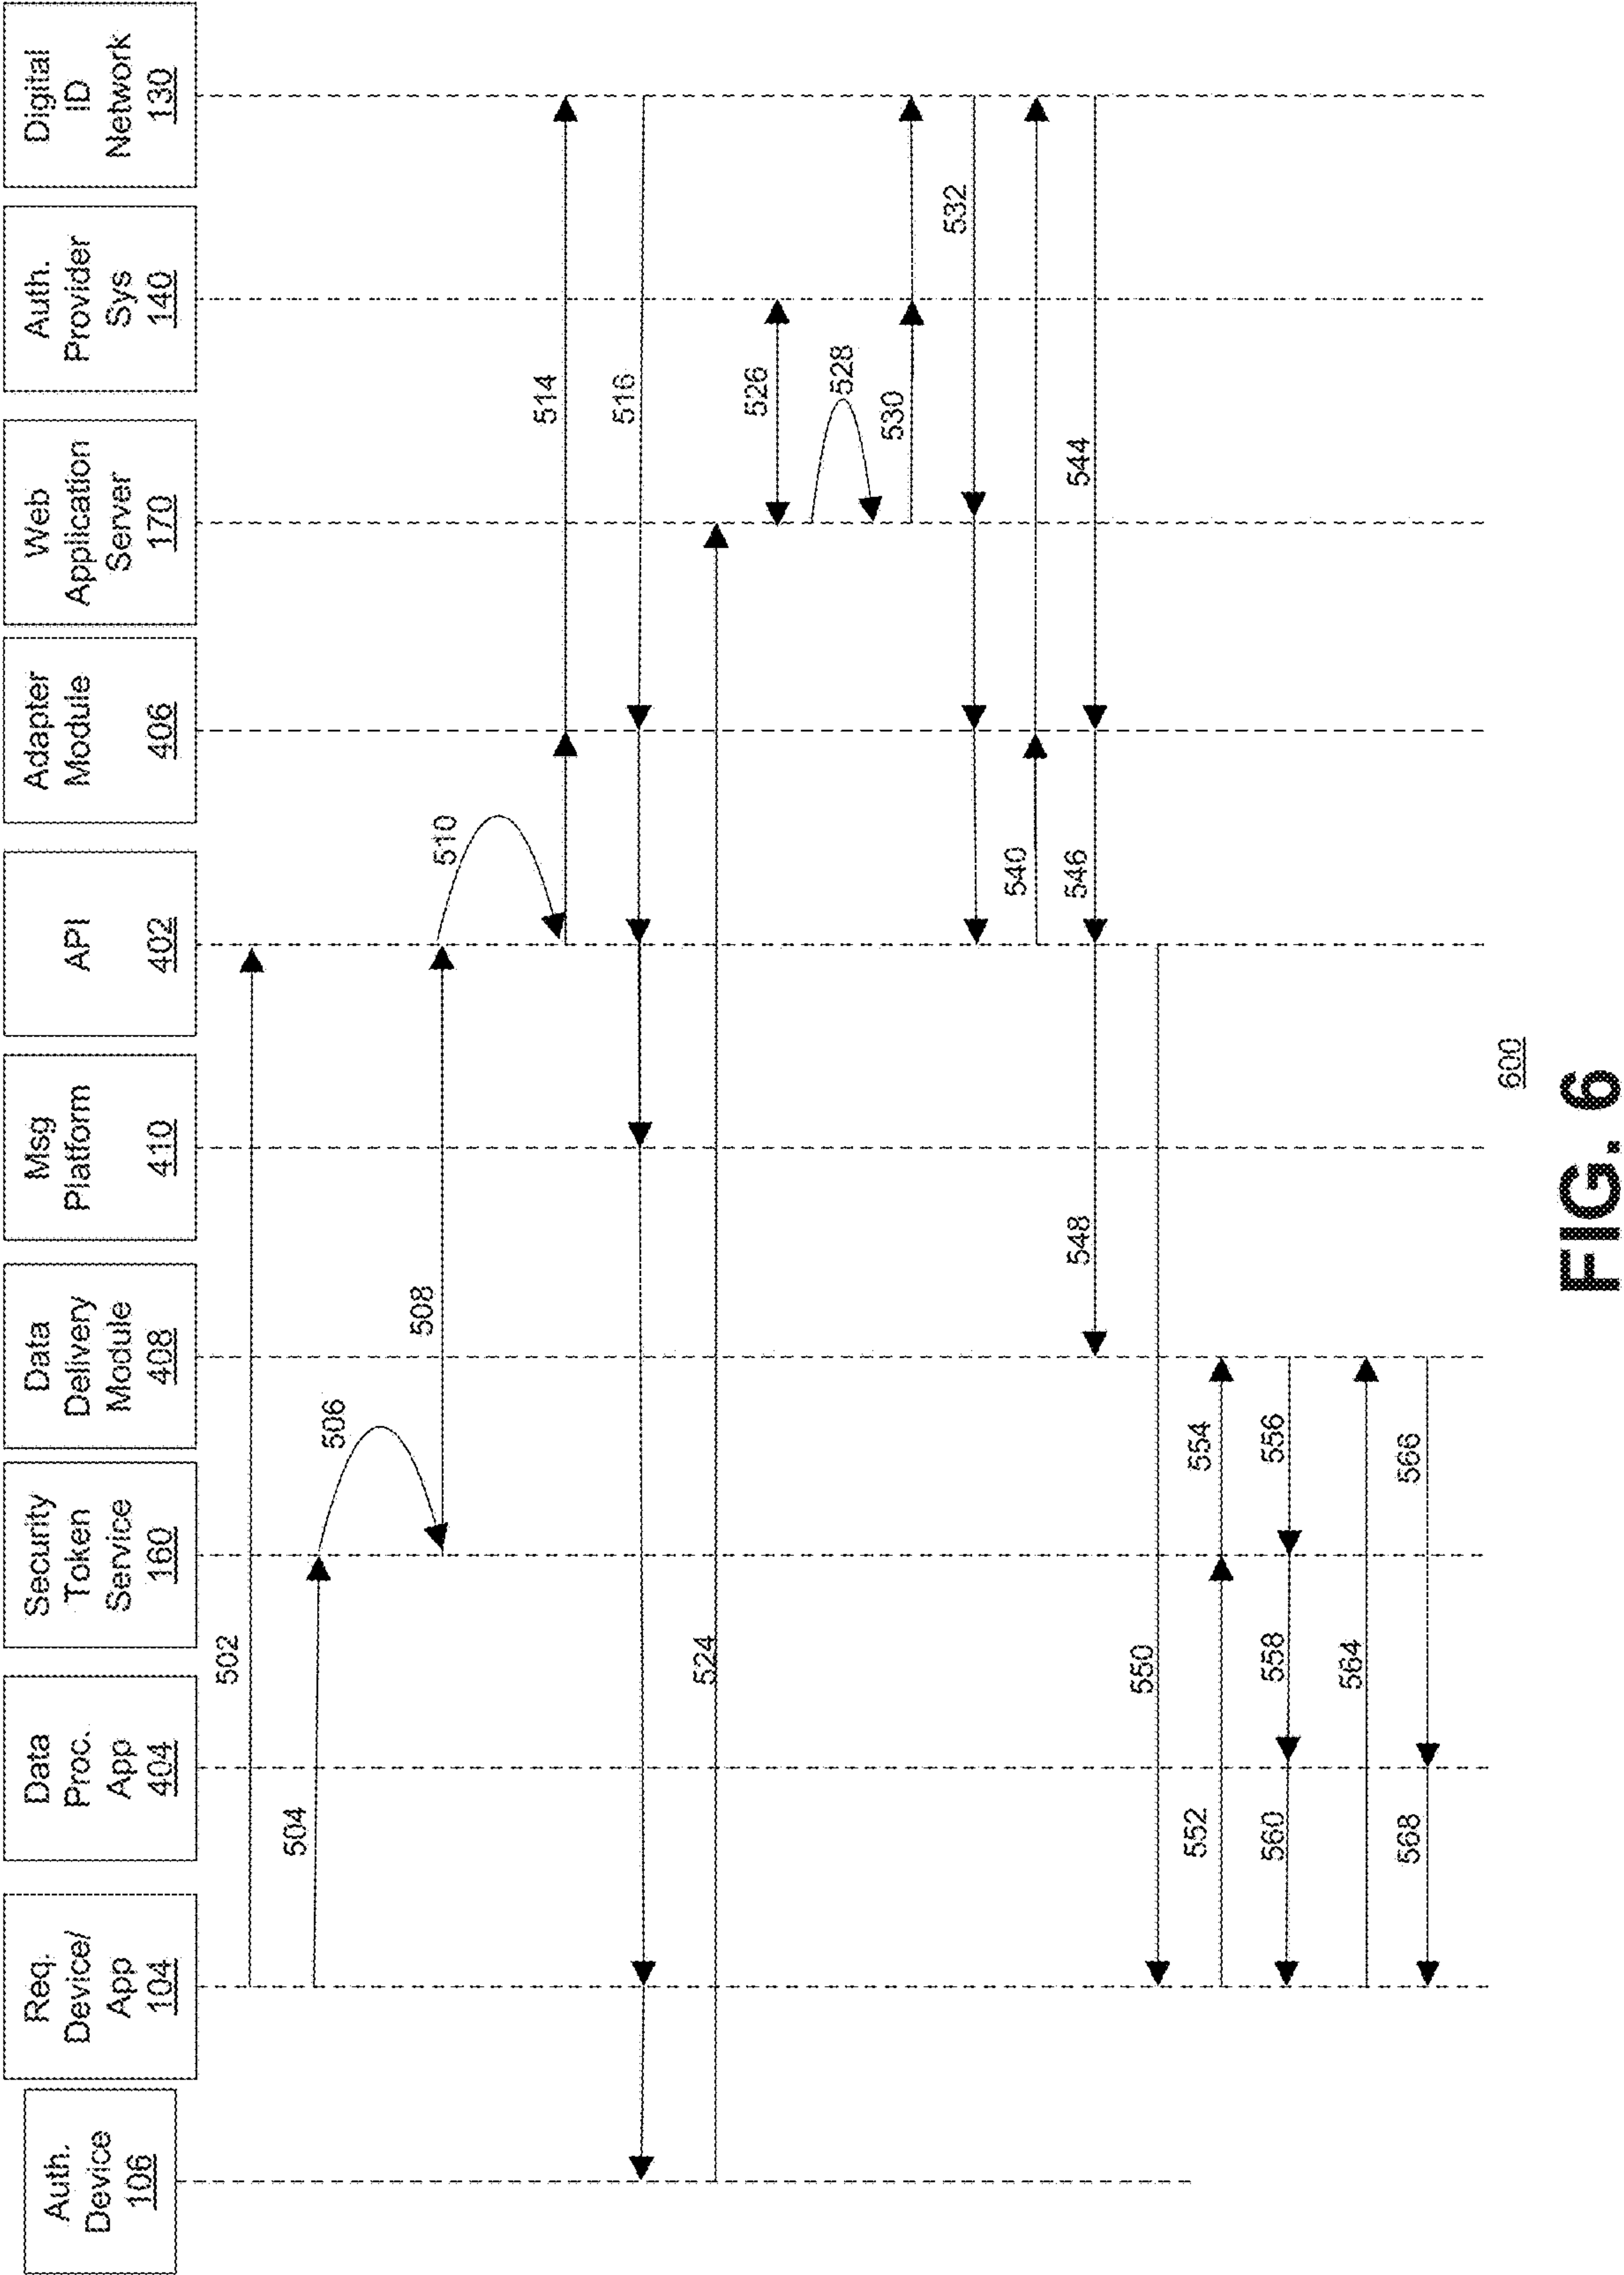 Auth.
Device
106
Req.
Device/
App
104
Data
Proc.
App
404
Security
Token
Service
160
Data
Delivery
Module
408
Msg
Platform
410
API
402
Adapter
Module
406
Web
Application
Server
170
Auth.
Provider
Sys
140
Digital
ID
Network
130
502
504
506
508
510
514
516
524
526
528
530
532
540
544
546
548
550
552
554
556
558
560
564
566
568
600
FIG. 6